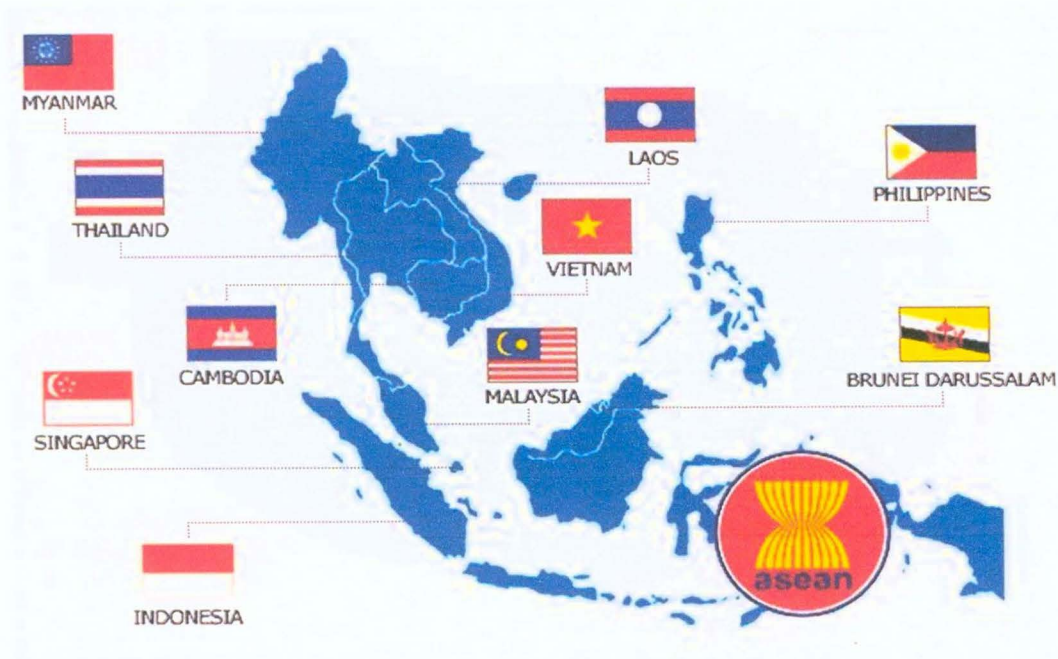 MYANMAR
LAOS
PHILIPPINES
THAILAND
VIETNAM
CAMBODIA
MALAYSIA
BRUNEI DARUSSALAM
SINGAPORE
asean
INDONESIA